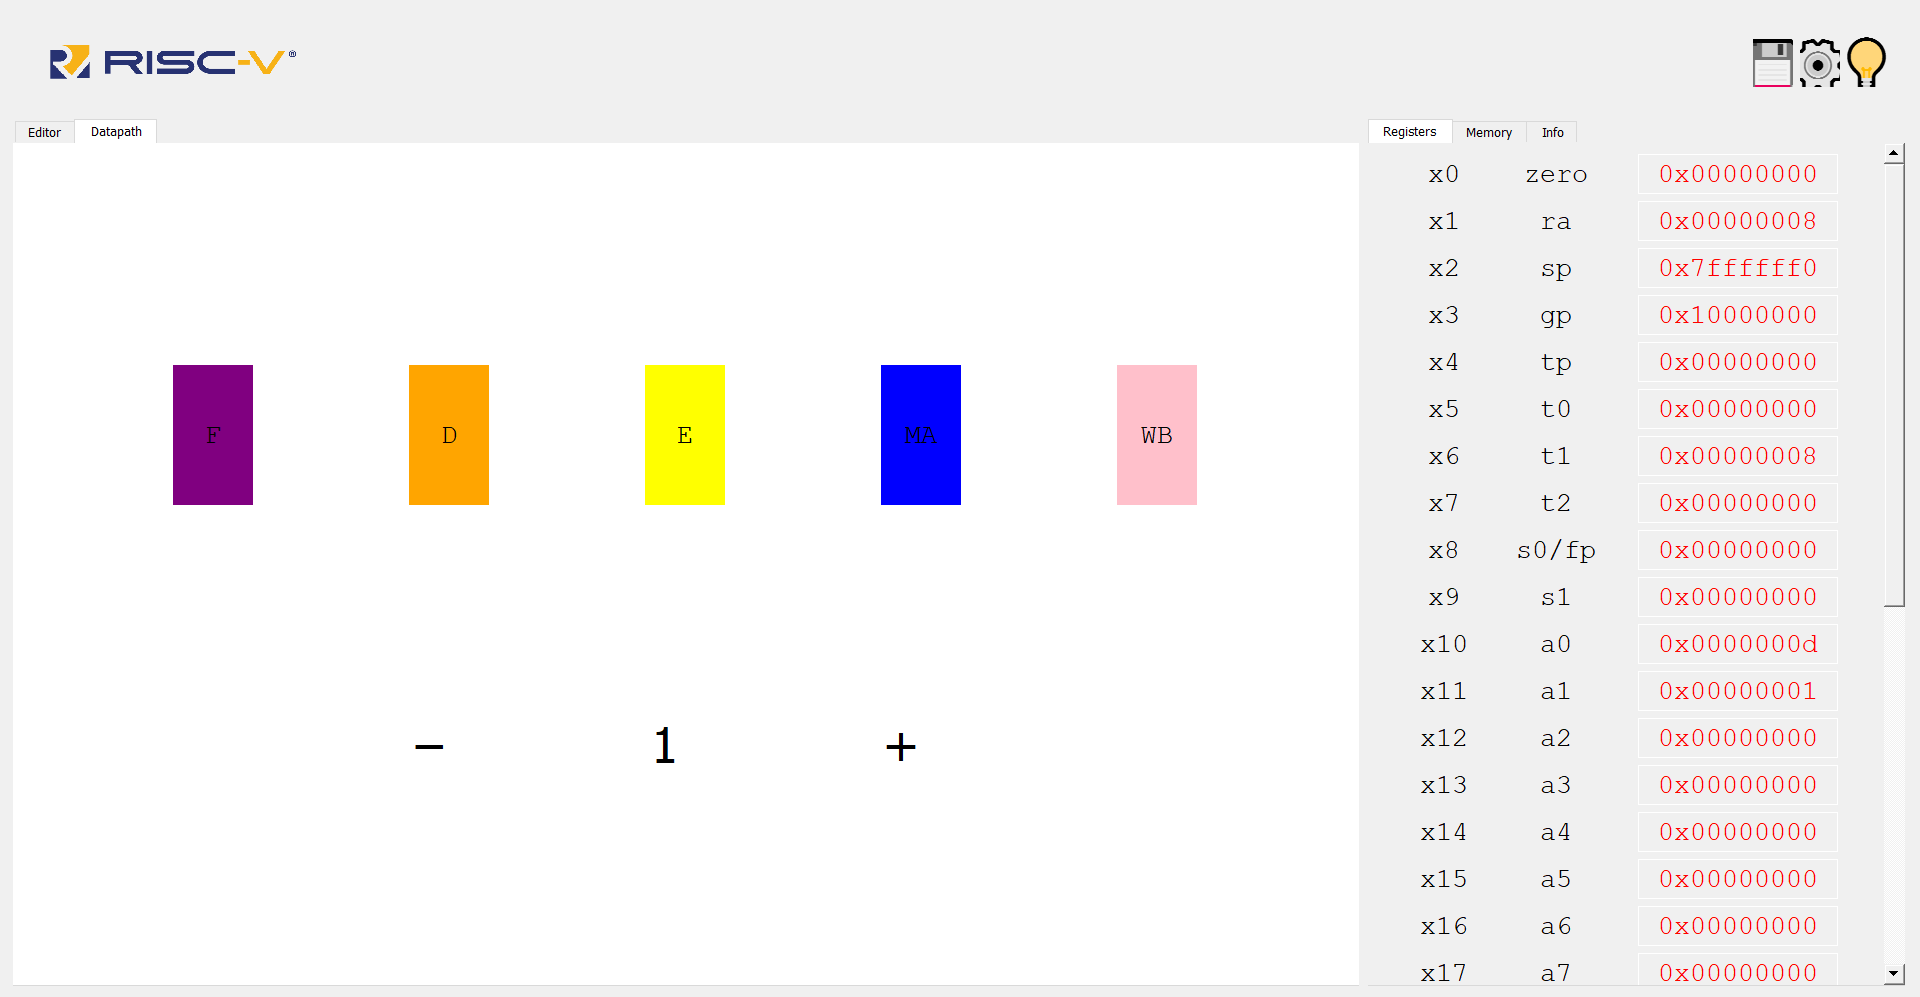 RISC-V®
Editor Datapath
F D E MA WB
- 1 +
Registers Memory Info
x0 zero 0x00000000
x1 ra 0x00000008
x2 sp 0x7ffffff0
x3 gp 0x10000000
x4 tp 0x00000000
x5 t0 0x00000000
x6 t1 0x00000008
x7 t2 0x00000000
x8 s0/fp 0x00000000
x9 s1 0x00000000
x10 a0 0x0000000d
x11 a1 0x00000001
x12 a2 0x00000000
x13 a3 0x00000000
x14 a4 0x00000000
x15 a5 0x00000000
x16 a6 0x00000000
x17 a7 0x00000000